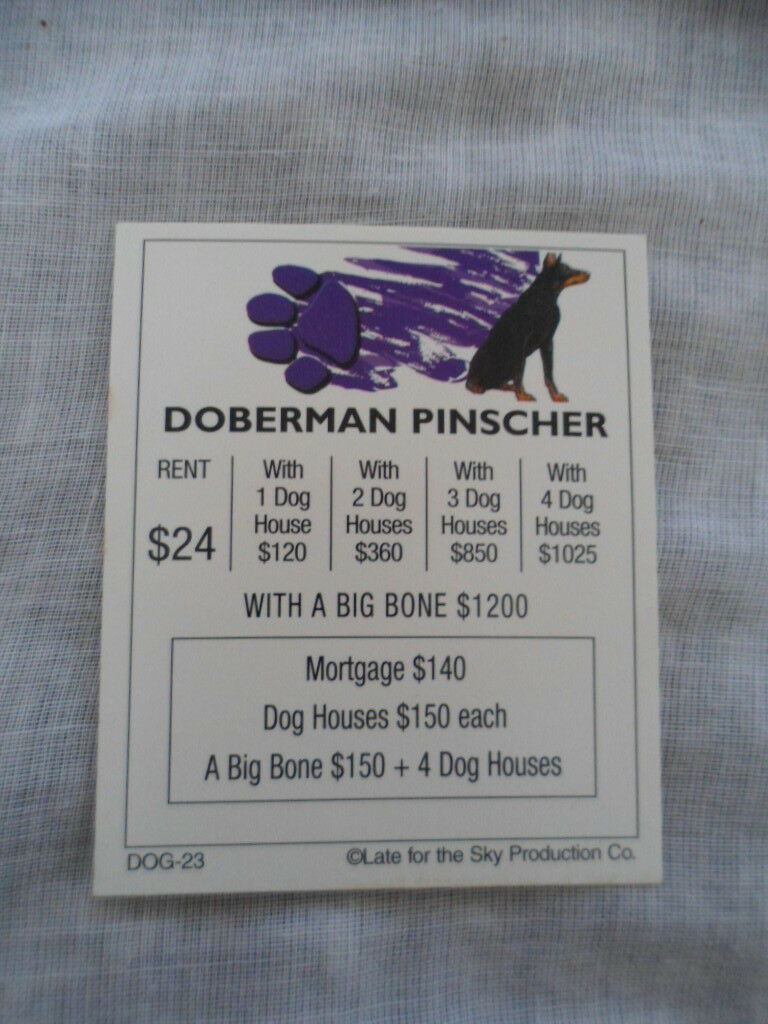 DOBERMAN PINSCHER
RENT
$24
With
1 Dog
House
$120
With
2 Dog
Houses
$360
With
3 Dog
Houses
$850
With
4 Dog
Houses
$1025
WITH A BIG BONE $1200
Mortgage $140
Dog Houses $150 each
A Big Bone $150 + 4 Dog Houses
DOG-23
©Late for the Sky Production Co.